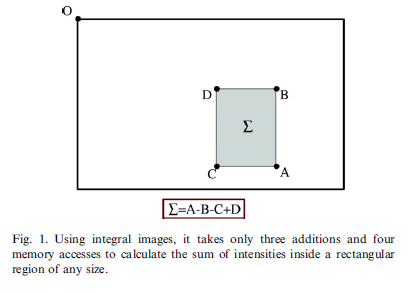 O
D
B
Σ
C
A
Σ=A-B-C+D
Fig. 1. Using integral images, it takes only three additions and four
memory accesses to calculate the sum of intensities inside a rectangular
region of any size.